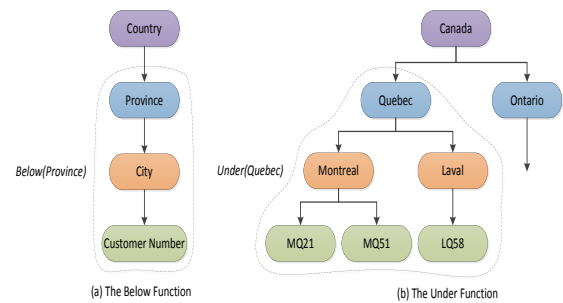 Country
Province
City
Customer Number
Below(Province)
(a) The Below Function
Canada
Quebec
Ontario
Under(Quebec)
Montreal
Laval
MQ21
MQ51
LQ58
(b) The Under Function